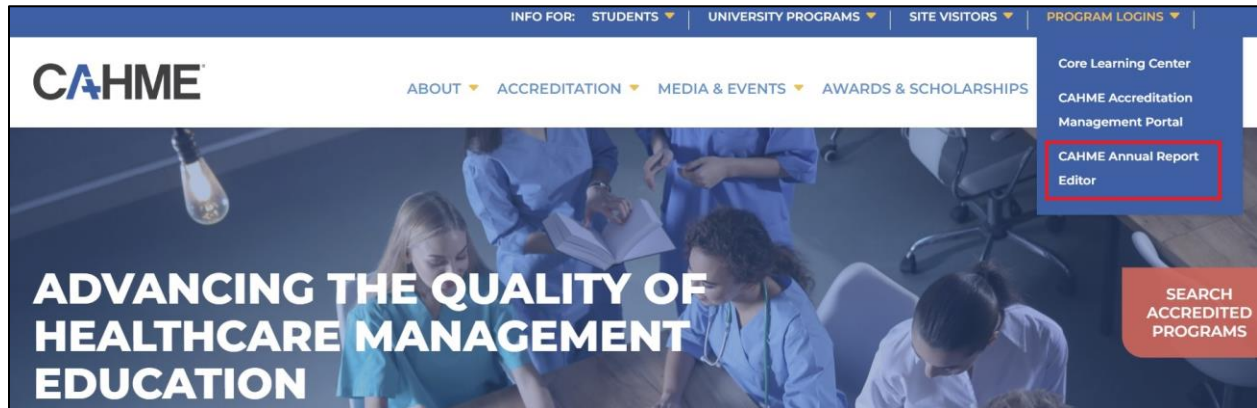 INFO FOR: STUDENTS UNIVERSITY PROGRAMS SITE VISITORS PROGRAM LOGINS
CAHME
ABOUT ACCREDITATION MEDIA & EVENTS AWARDS & SCHOLARSHIPS
Core Learning Center
CAHME Accreditation
Management Portal
CAHME Annual Report
Editor
ADVANCING THE QUALITY OF
HEALTHCARE MANAGEMENT
EDUCATION
SEARCH
ACCREDITED
PROGRAMS